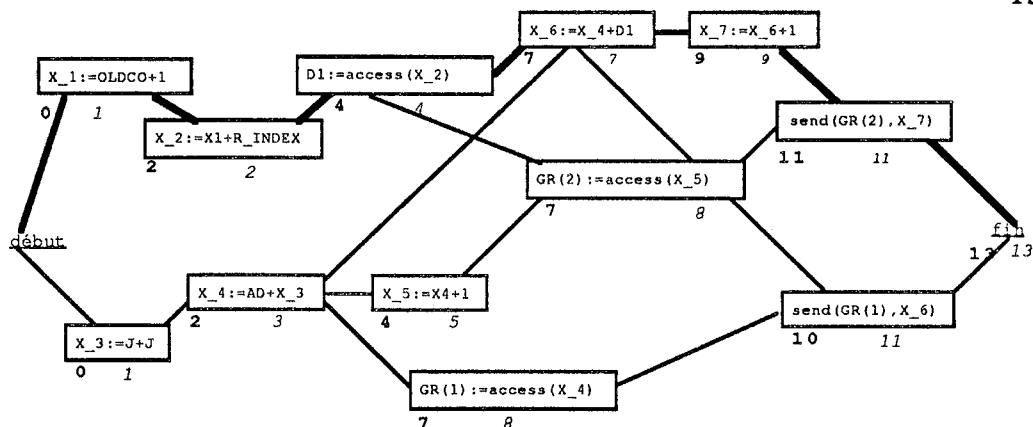 X_6:=X_4+D1
X_7:=X_6+1
7
7
9
9
X_1:=OLDCO+1
D1:=access(X_2)
0
1
4
4
send(GR(2),X_7)
X_2:=X1+R_INDEX
2
2
11
11
GR(2):=access(X_5)
7
8
début
fin
13
13
X_4:=AD+X_3
X_5:=X4+1
2
3
4
5
send(GR(1),X_6)
X_3:=J+J
10
11
0
1
GR(1):=access(X_4)
7
8